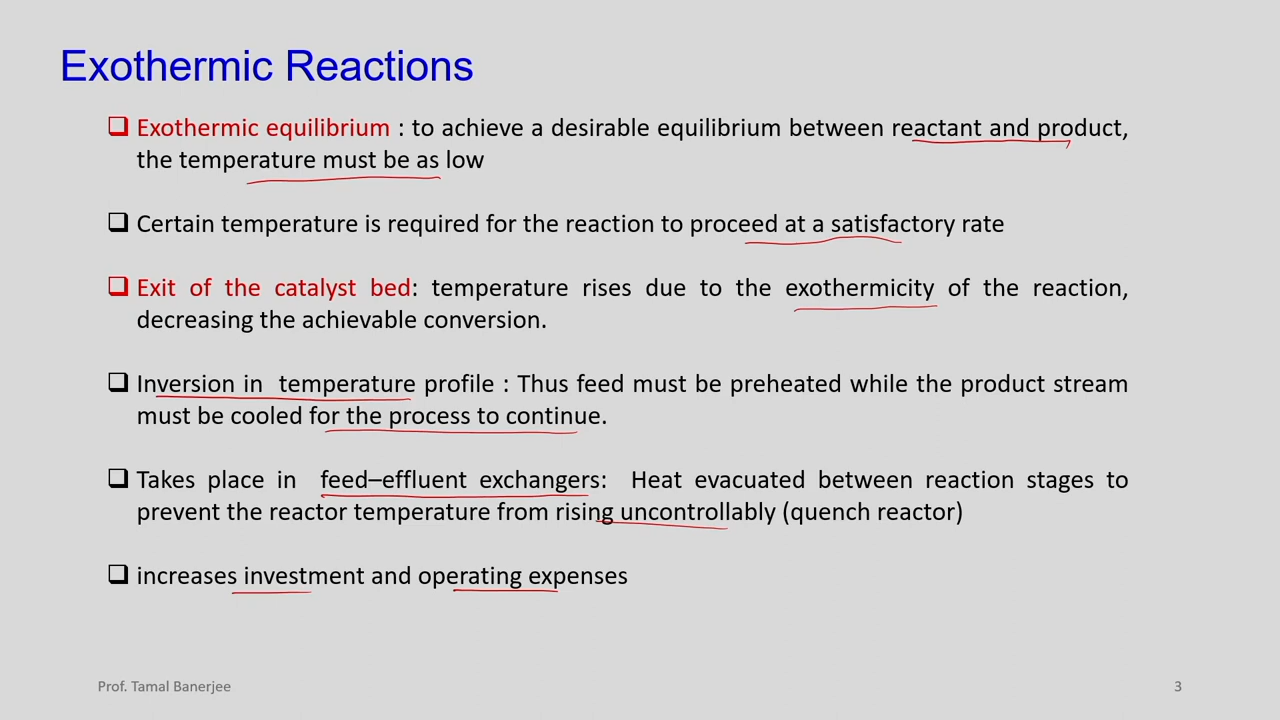 Exothermic Reactions
Exothermic equilibrium : to achieve a desirable equilibrium between reactant and product,
the temperature must be as low
Certain temperature is required for the reaction to proceed at a satisfactory rate
Exit of the catalyst bed: temperature rises due to the exothermicity of the reaction,
decreasing the achievable conversion.
Inversion in temperature profile : Thus feed must be preheated while the product stream
must be cooled for the process to continue.
Takes place in feed–effluent exchangers: Heat evacuated between reaction stages to
prevent the reactor temperature from rising uncontrollably (quench reactor)
increases investment and operating expenses
Prof. Tamal Banerjee
3